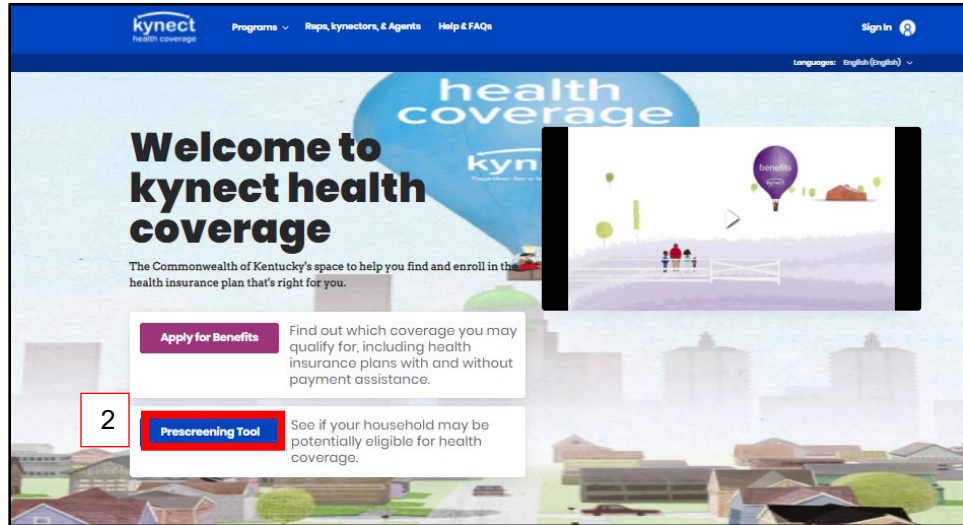 kynect
health coverage
Programs
Reps, kynectors, & Agents
Help & FAQs
Sign In
Languages: English (English)
health
coverage
kyn
Welcome to
kynect health
coverage
The Commonwealth of Kentucky's space to help you find and enroll in the
health insurance plan that's right for you.
benefits
kynect
Apply for Benefits
Find out which coverage you may
qualify for, including health
insurance plans with and without
payment assistance.
2
Prescreening Tool
See if your household may be
potentially eligible for health
coverage.